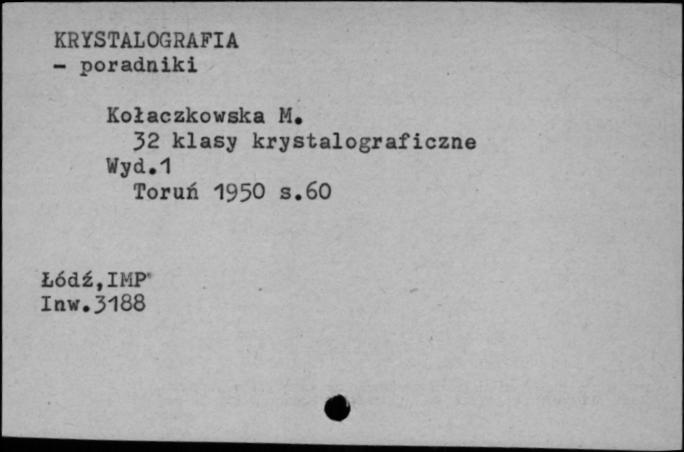 KRYSTALOGRAFIA
- poradniki
Kołaczkowska M.
32 klasy krystalograficzne
Wyd.1
Toruń 1950 s.60
Łódź,IMP
Inw.3188